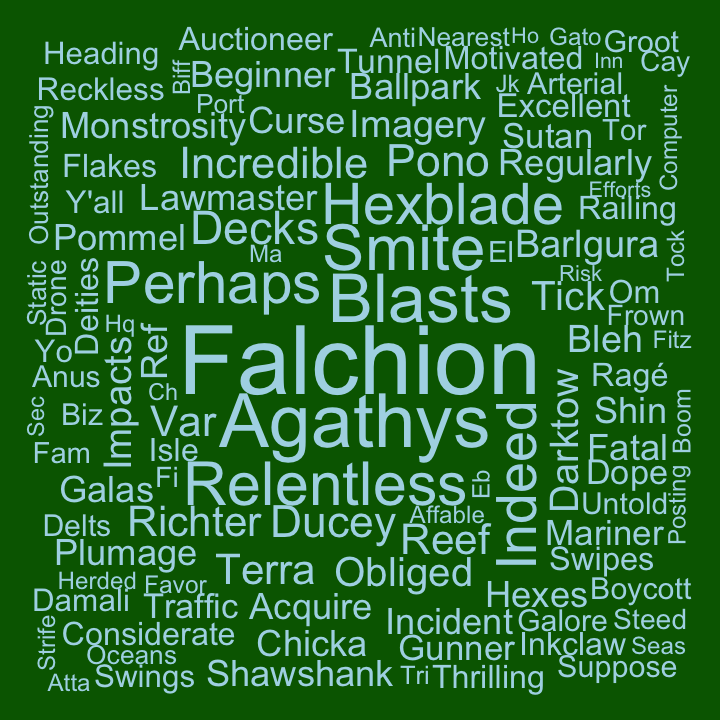 Heading
Auctioneer
Anti
Nearest
Ho
Gato
Groot
Reckless
Biff
Beginner
Tunnel
Motivated
Inn
Cay
Port
Ballpark
Jk
Arterial
Outstanding
Monstrosity
Curse
Imagery
Excellent
Computer
Sutan
Tor
Flakes
Incredible
Pono
Regularly
Y'all
Lawmaster
Hexblade
Efforts
Railing
Pommel
Decks
Smite
El
Barlgura
Tock
Ma
Static
Drone
Deities
Perhaps
Blasts
Risk
Tick
Om
Frown
Hq
Yo
Impacts
Ref
Falchion
Bleh
Fitz
Anus
Ragé
Sec
Biz
Ch
Var
Agathys
Indeed
Darktow
Shin
Boom
Fam
Isle
Fatal
Galas
Fi
Relentless
Eb
Dope
Posting
Untold
Delts
Richter
Ducey
Affable
Reef
Mariner
Plumage
Terra
Obliged
Swipes
Herded
Favor
Hexes
Boycott
Damali
Traffic
Acquire
Incident
Galore
Steed
Strife
Considerate
Chicka
Gunner
Inkclaw
Seas
Oceans
Suppose
Atta
Swings
Shawshank
Tri
Thrilling